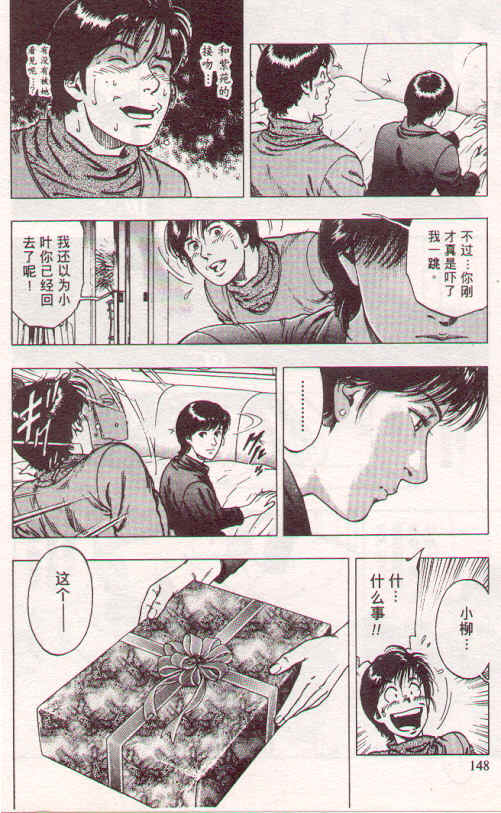 和紫苑的
接吻…
有没有被她
看见呢…?
不过…你刚
才真是吓了
我一跳。
我还以为小
叶你已经回
去了呢！
………
小柳…
什…
什么事!!
这个——
148